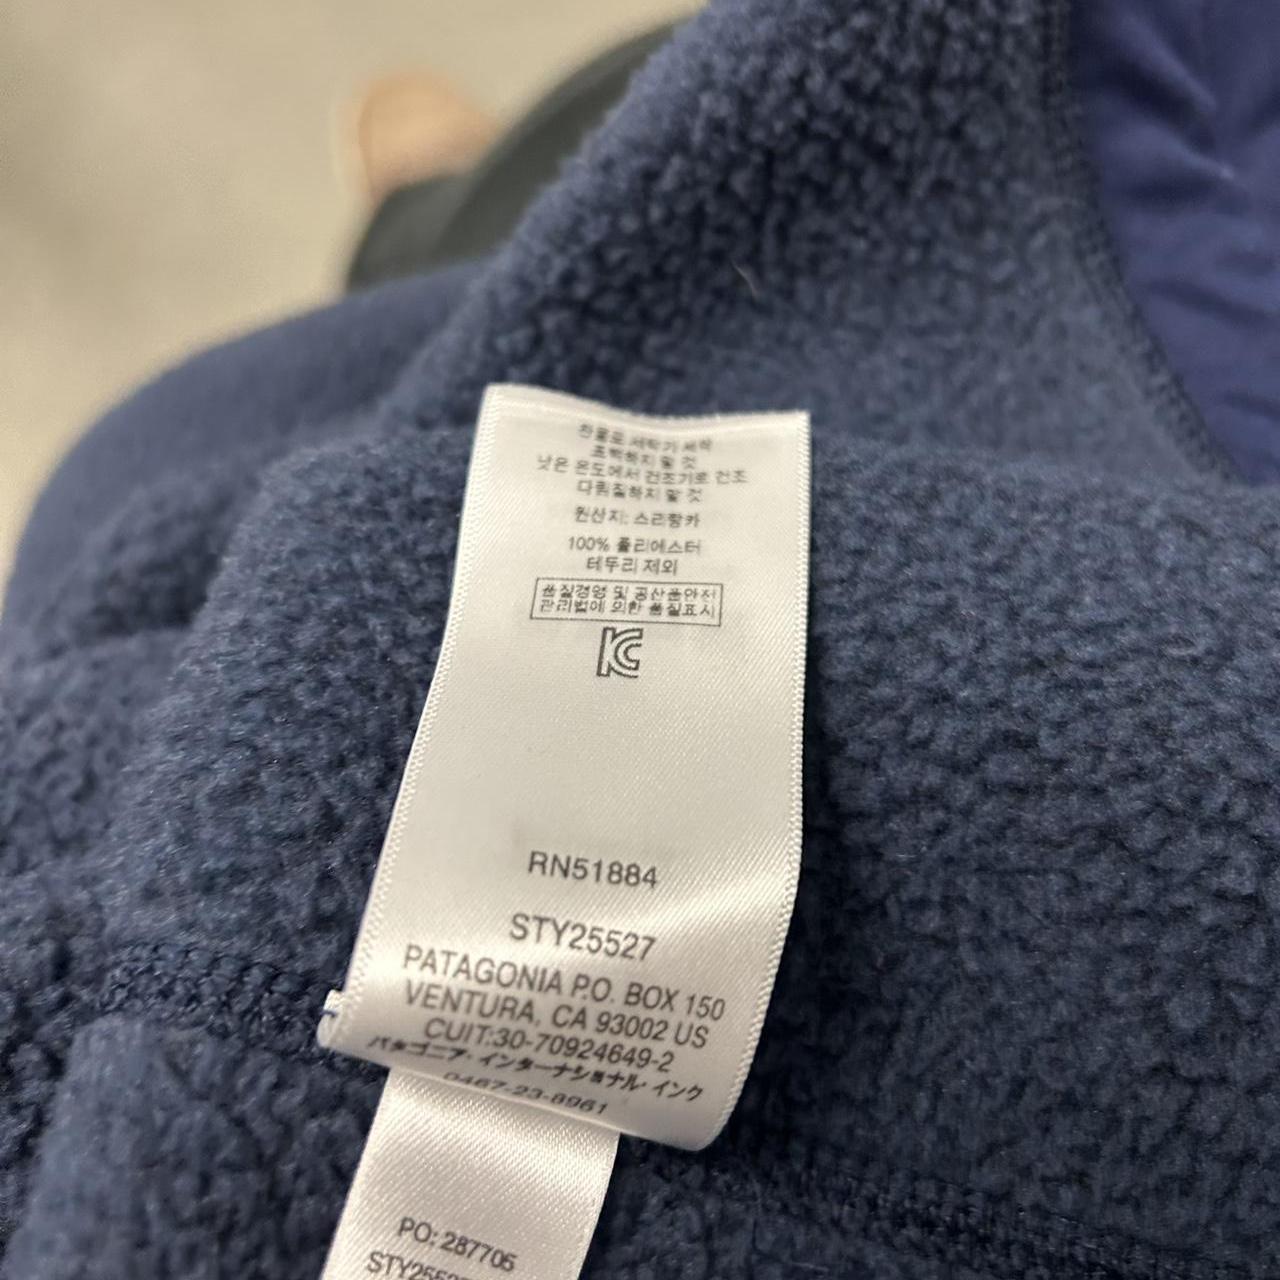 찬물로 세탁기 세탁
표백하지 말 것
낮은 온도에서 건조기로 건조
다림질하지 말 것
원산지: 스리랑카
100% 폴리에스터
테두리 제외
품질경영 및 공산품안전
관리법에 의한 품질표시
RN51884
STY25527
PATAGONIA P.O. BOX 150
VENTURA, CA 93002 US
CUIT:30-70924649-2
パタゴニア・インターナショナル・インク
0467-23-8961
PO: 287705